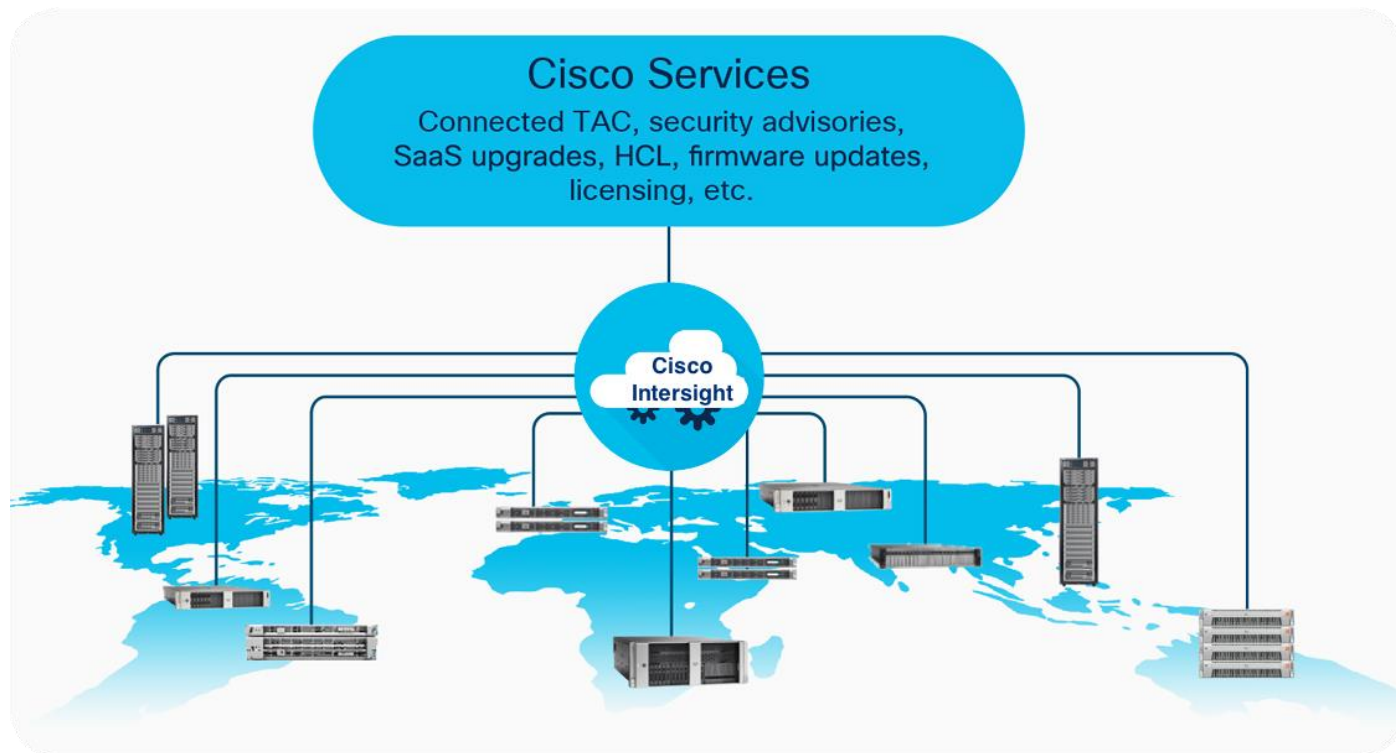 Cisco Services
Connected TAC, security advisories,
SaaS upgrades, HCL, firmware updates,
licensing, etc.
Cisco
Intersight